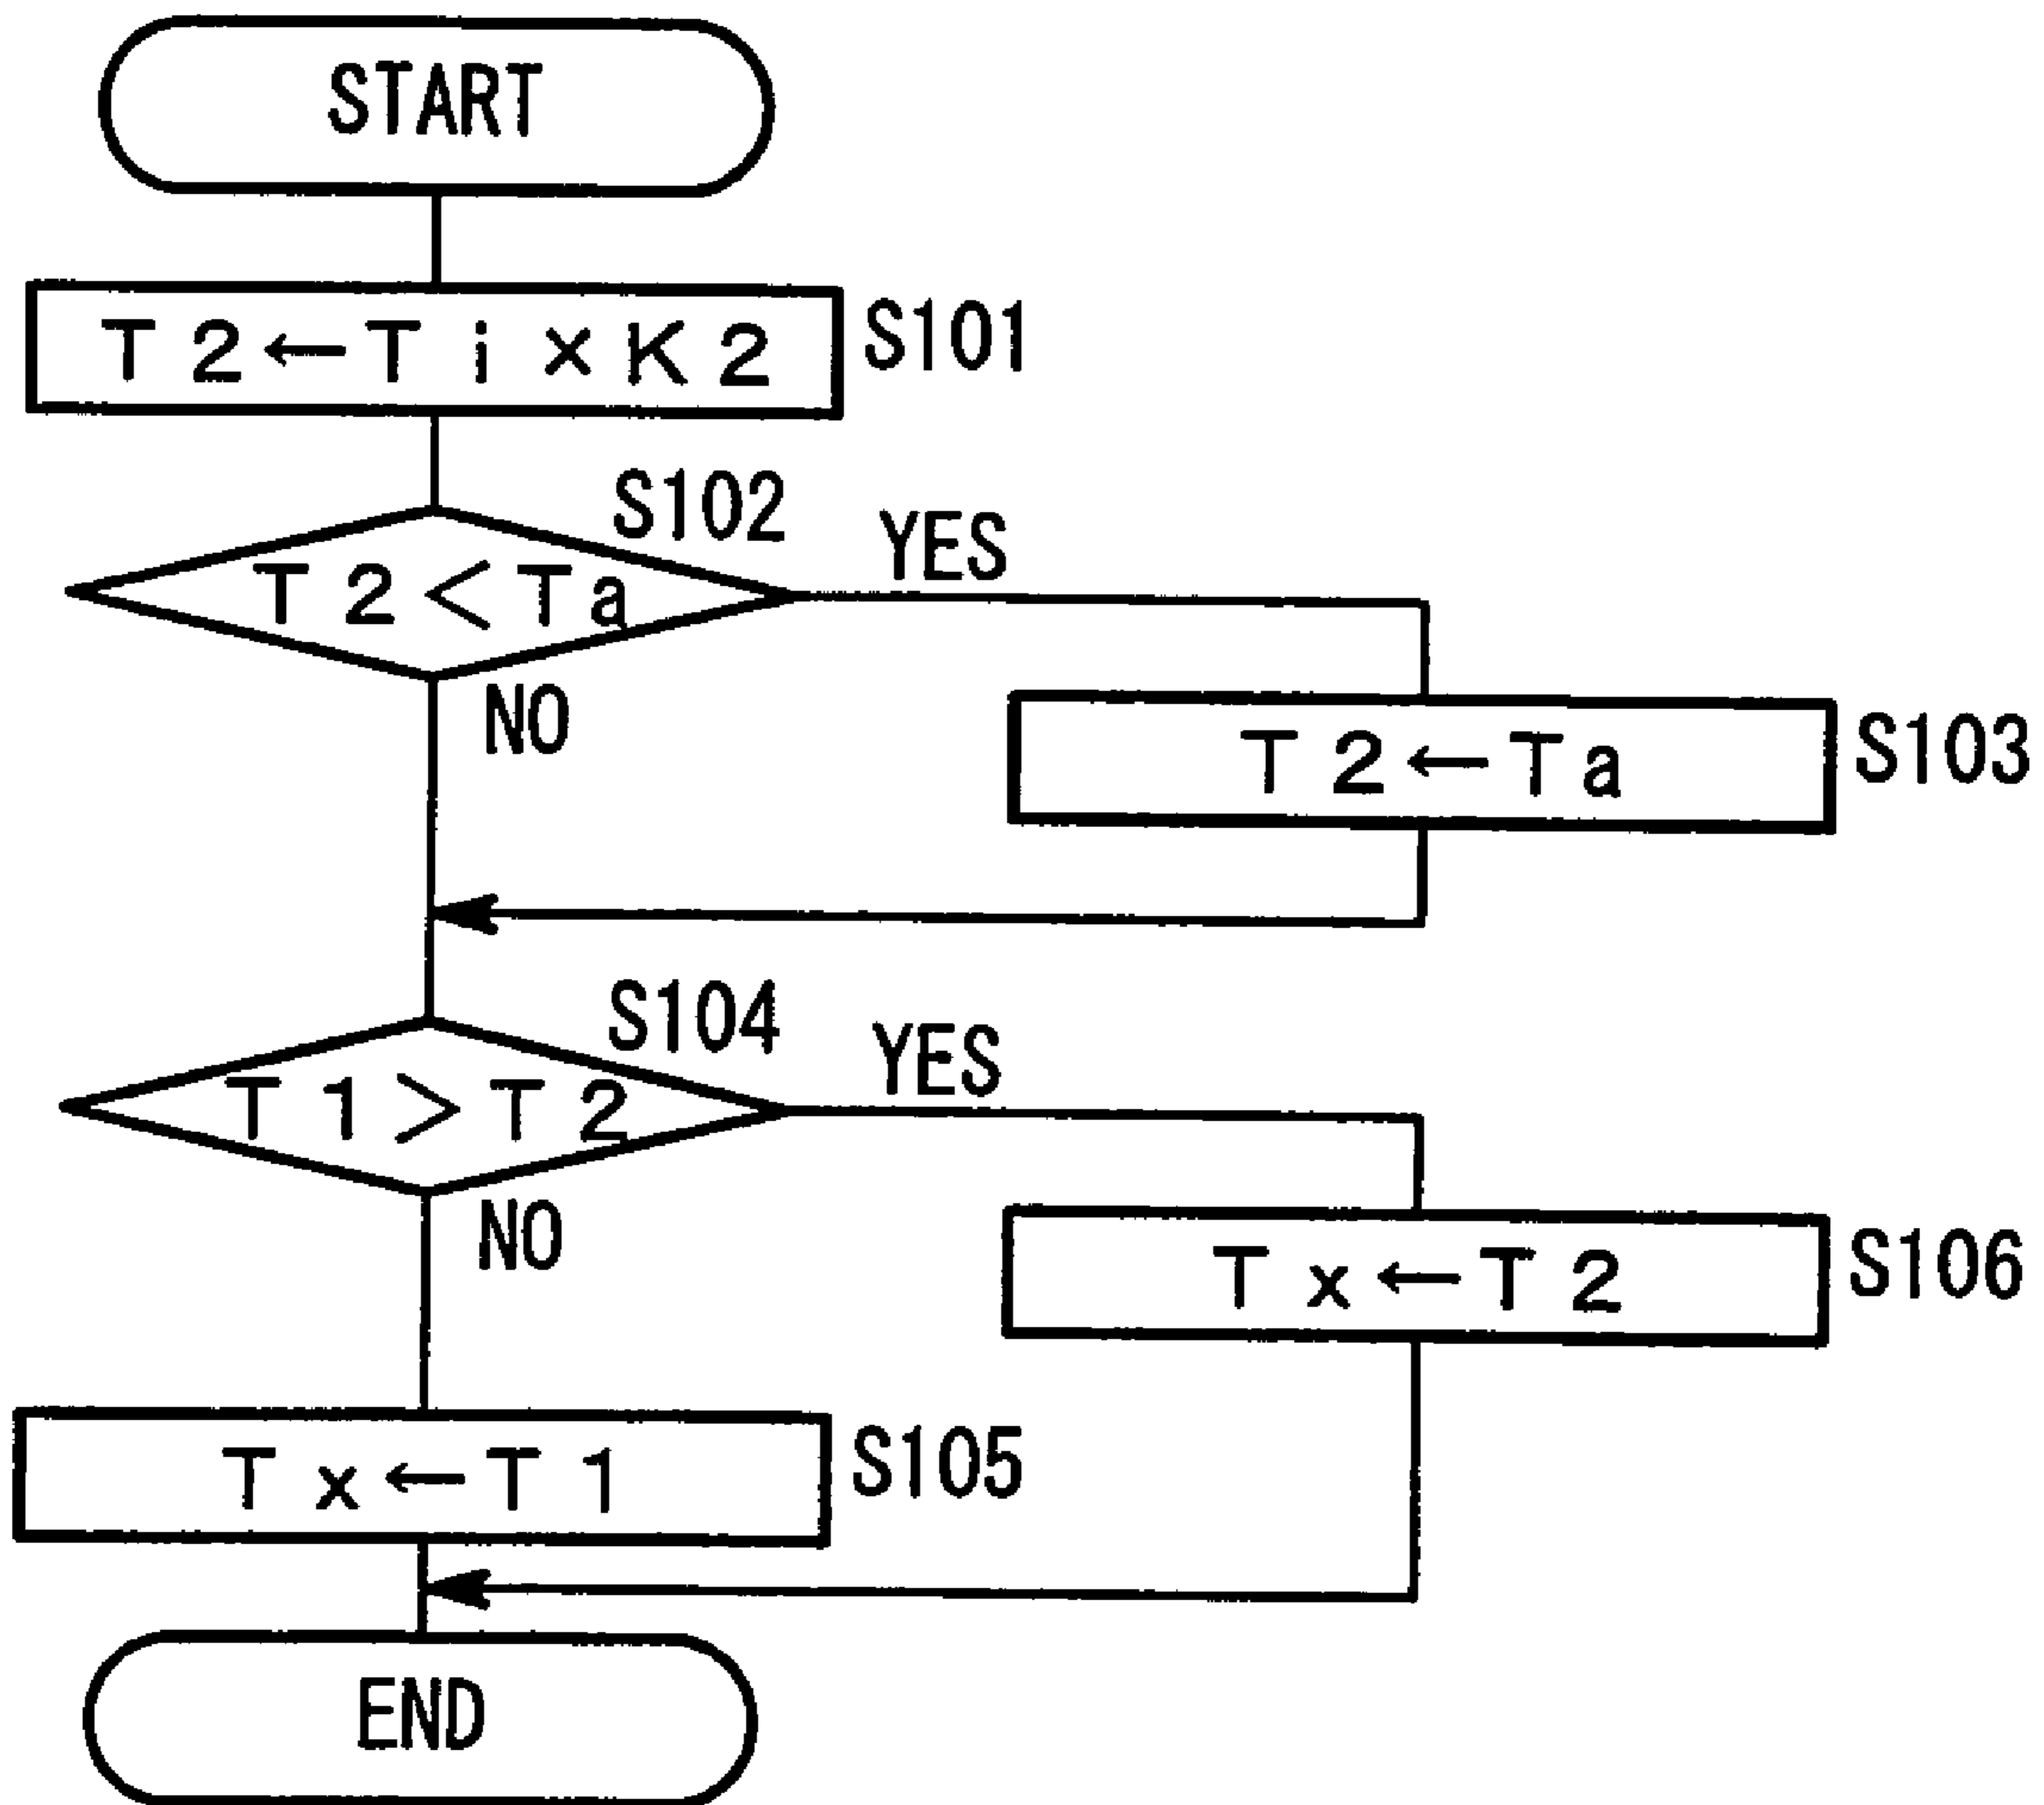 START
T2←Ti×K2
S101
S102
T2<Ta
YES
NO
T2←Ta
S103
S104
T1>T2
YES
NO
Tx←T2
S106
Tx←T1
S105
END